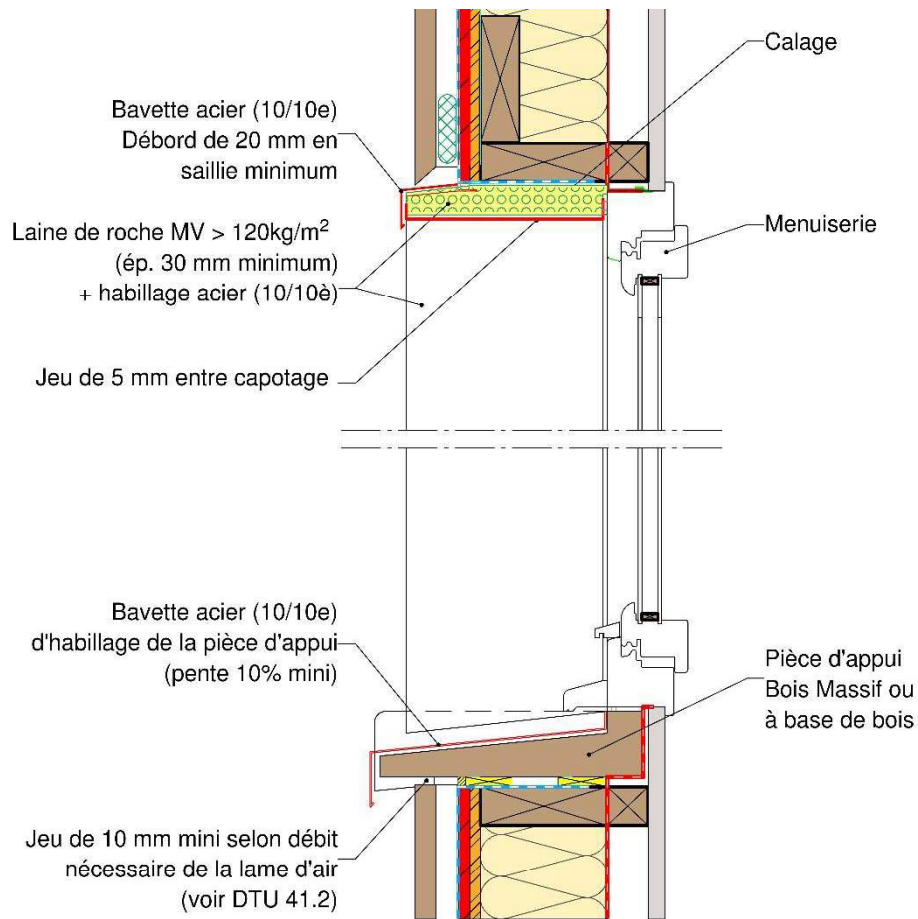 Calage
Bavette acier (10/10e)
Débord de 20 mm en
saillie minimum
Menuiserie
Laine de roche MV > 120kg/m²
(ép. 30 mm minimum)
+ habillage acier (10/10è)
Jeu de 5 mm entre capotage
Bavette acier (10/10e)
d'habillage de la pièce d'appui
(pente 10% mini)
Pièce d'appui
Bois Massif ou
à base de bois
Jeu de 10 mm mini selon débit
nécessaire de la lame d'air
(voir DTU 41.2)